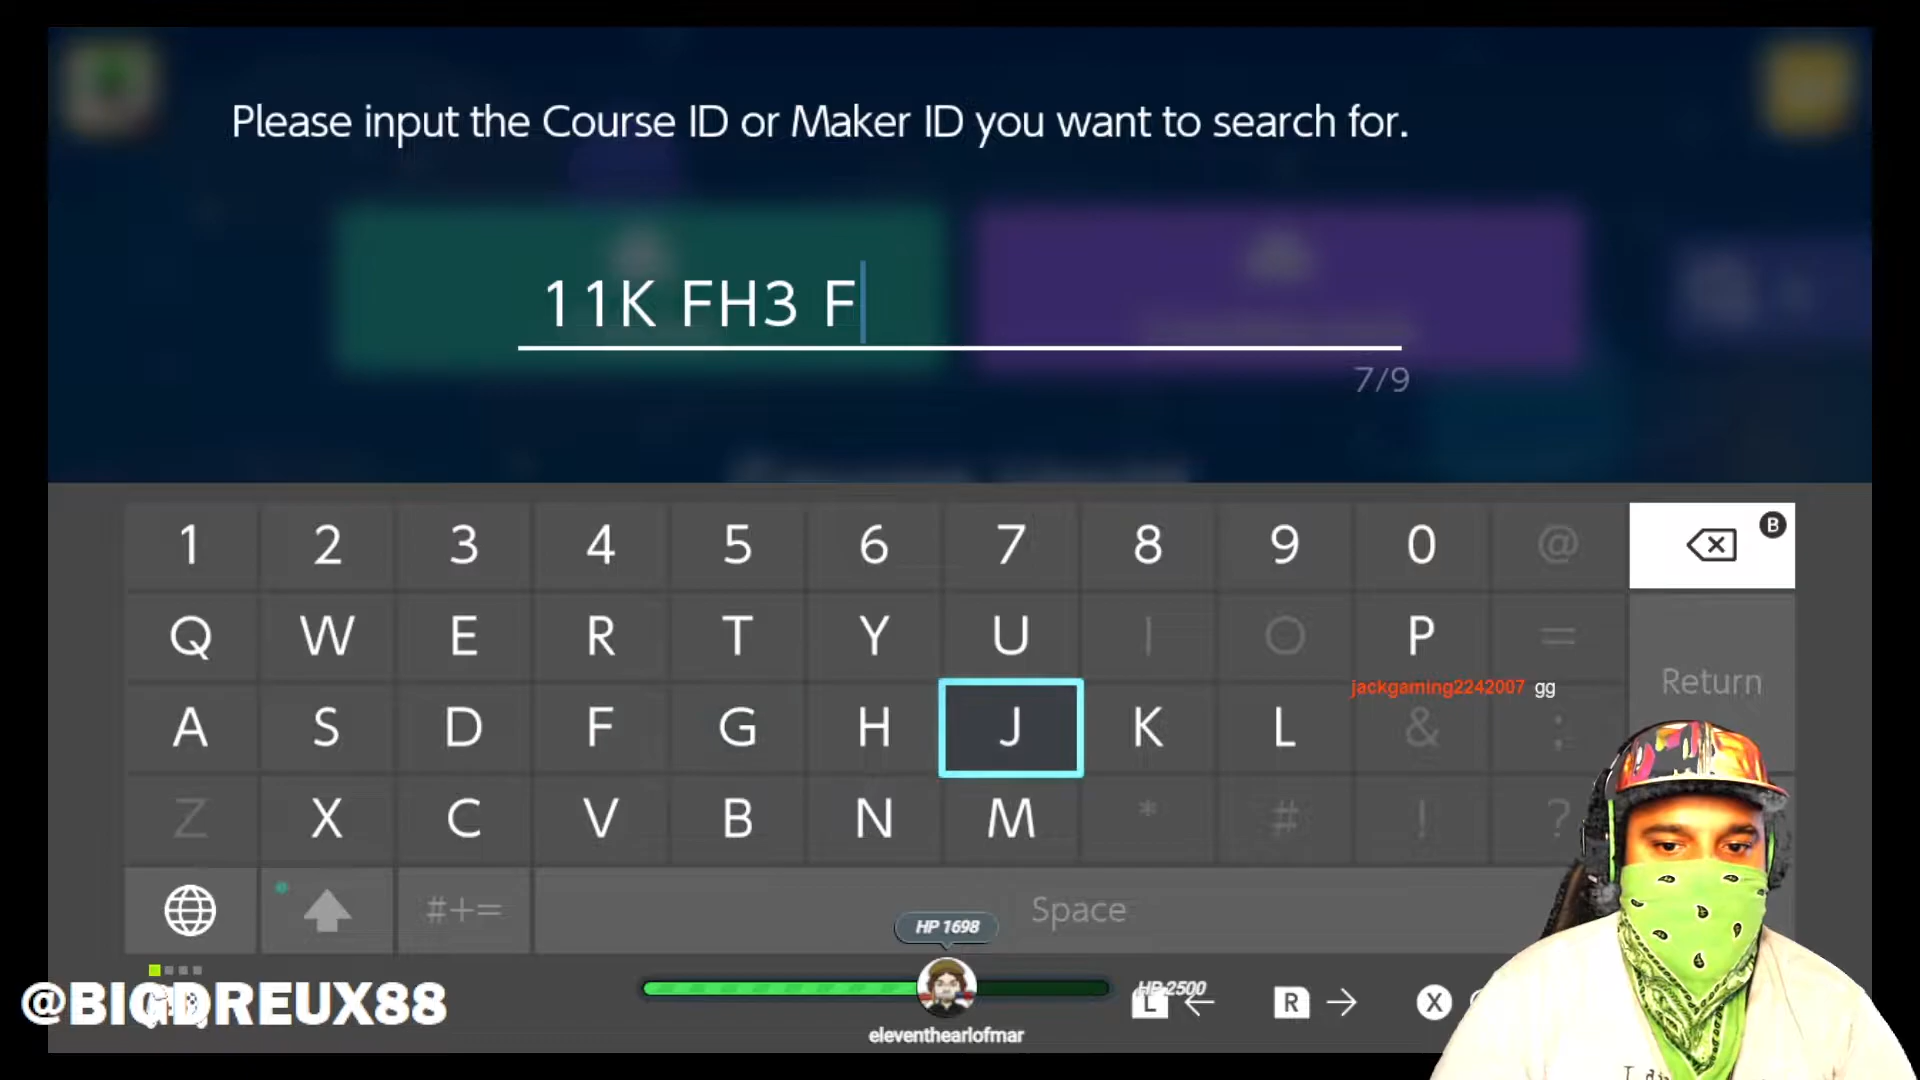 Please input the Course ID or Maker ID you want to search for.
11K FH3 F
7/9
1 2 3 4 5 6 7 8 9 0 @
B
Q W E R T Y U I O P =
Return
jackgaming2242007 gg
A S D F G H J K L & ;
Z X C V B N M * # ! ?
#+= Space
HP 1698
@BIGDREUX88
HP 2500
L ← R → X
eleventhearlofmar